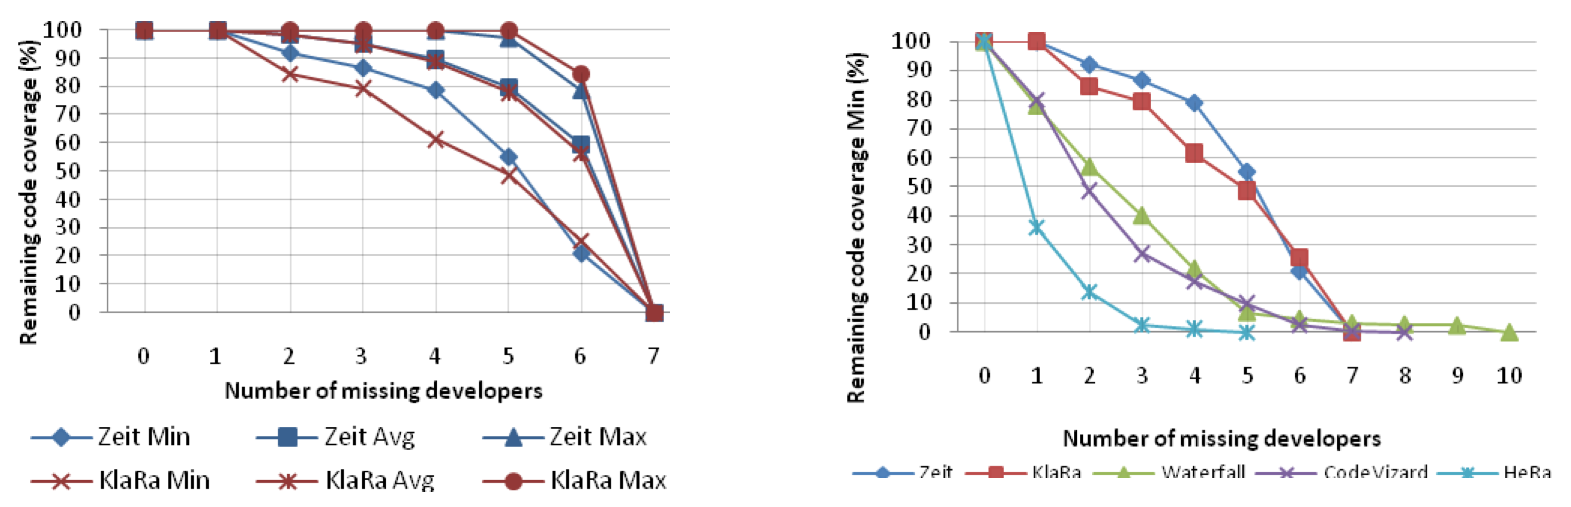 Remaining code coverage (%)
100
90
80
70
60
50
40
30
20
10
0
0 1 2 3 4 5 6 7
Number of missing developers
Zeit Min Zeit Avg Zeit Max
KlaRa Min KlaRa Avg KlaRa Max
Remaining code coverage Min (%)
100
90
80
70
60
50
40
30
20
10
0
0 1 2 3 4 5 6 7 8 9 10
Number of missing developers
Zeit KlaRa Waterfall CodeVizard HeRa